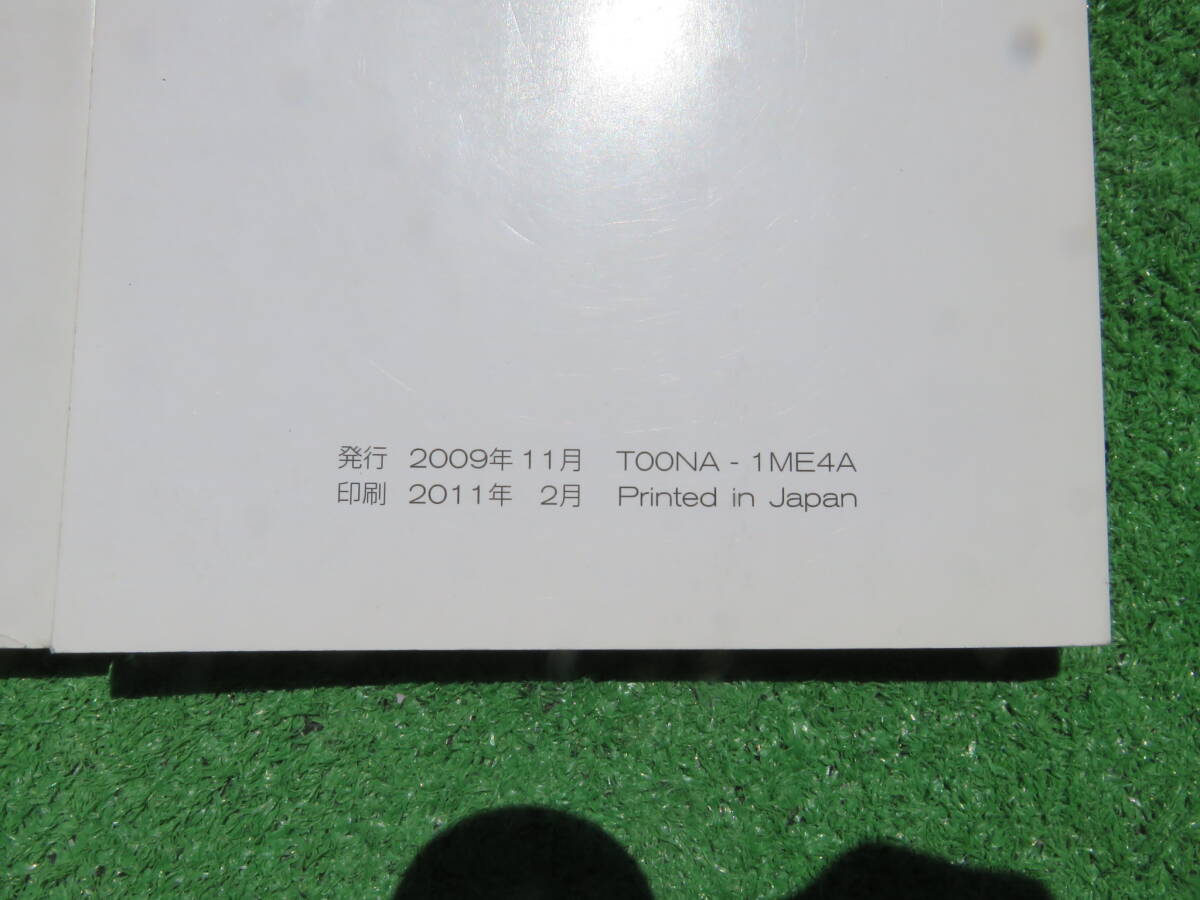 発行 2009年 11月 T00NA - 1ME4A
印刷 2011年 2月 Printed in Japan